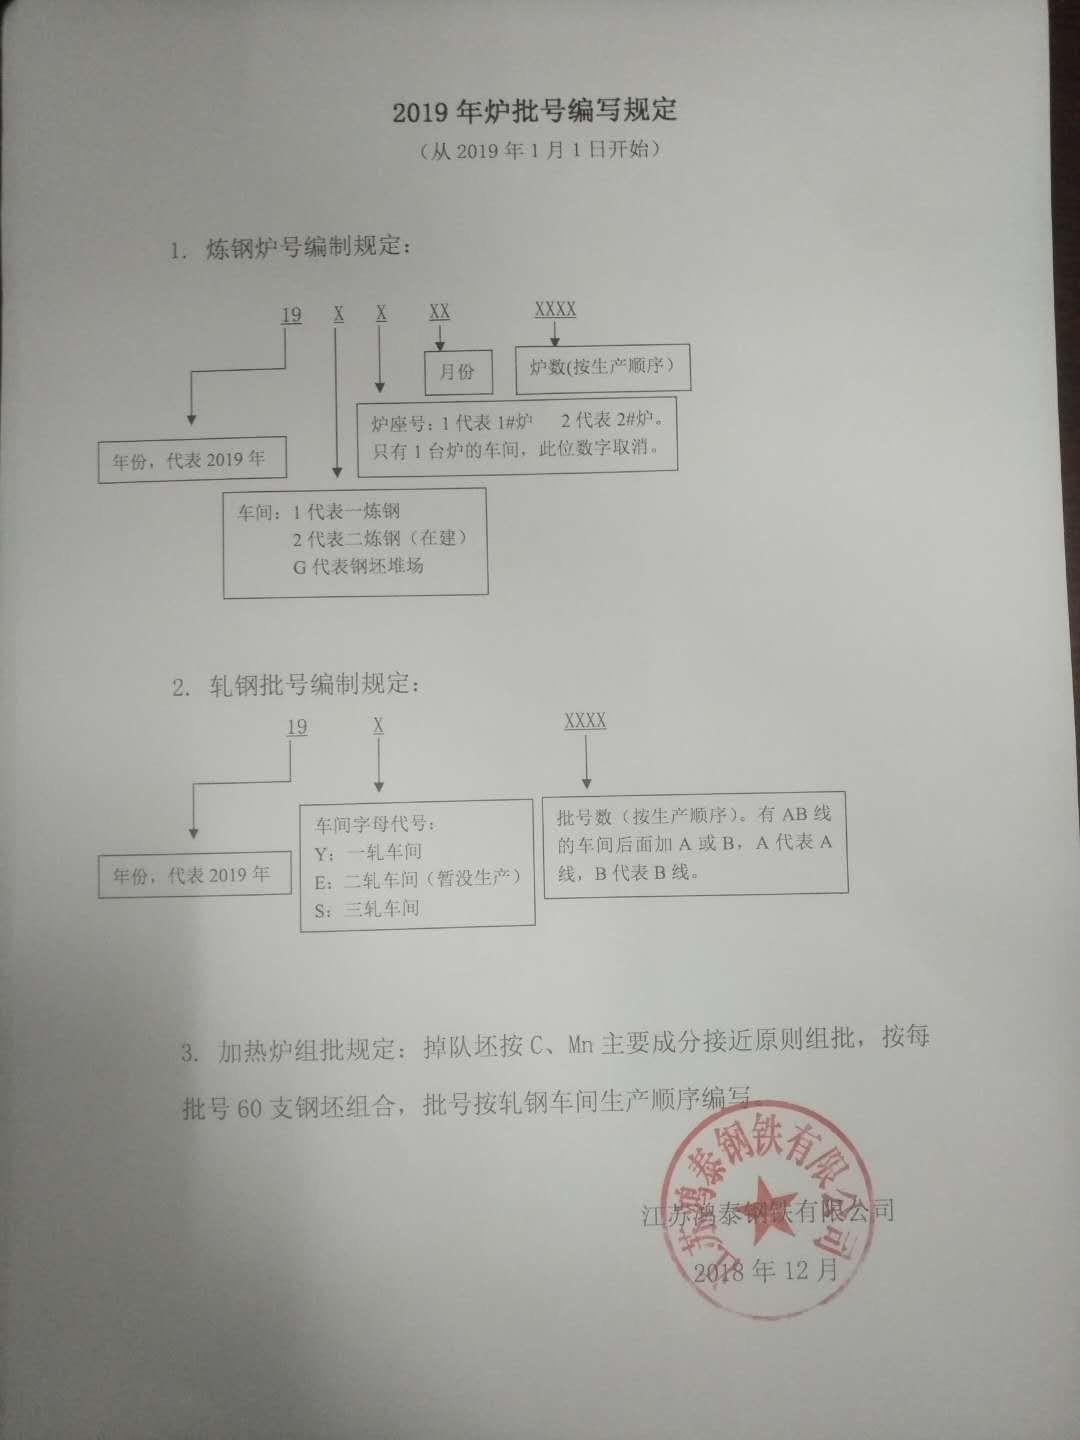 2019 年炉批号编写规定
（从 2019 年 1 月 1 日开始）
1. 炼钢炉号编制规定：
19 X X XX XXXX
月份
炉数(按生产顺序）
炉座号：1 代表 1#炉 2 代表 2#炉。
只有 1 台炉的车间，此位数字取消。
年份，代表 2019 年
车间：1 代表一炼钢
2 代表二炼钢（在建）
G 代表钢坯堆场
2. 轧钢批号编制规定：
19 X XXXX
车间字母代号：
Y：一轧车间
E：二轧车间（暂没生产）
S：三轧车间
批号数（按生产顺序）。有 AB 线
的车间后面加 A 或 B，A 代表 A
线，B 代表 B 线。
年份，代表 2019 年
3. 加热炉组批规定：掉队坯按 C、Mn 主要成分接近原则组批，按每
批号 60 支钢坯组合，批号按轧钢车间生产顺序编写。
江苏鸿泰钢铁有限公司
江苏鸿泰钢铁有限公司
2018 年 12 月